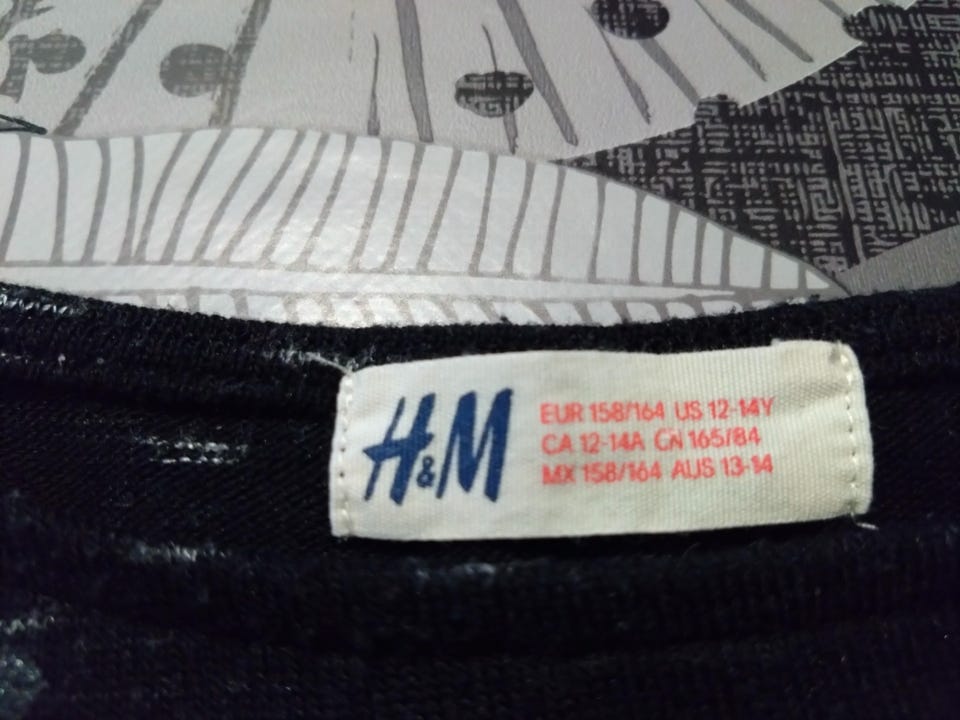 H&M
EUR 158/164 US 12-14Y
CA 12-14A CN 165/84
MX 158/164 AUS 13-14